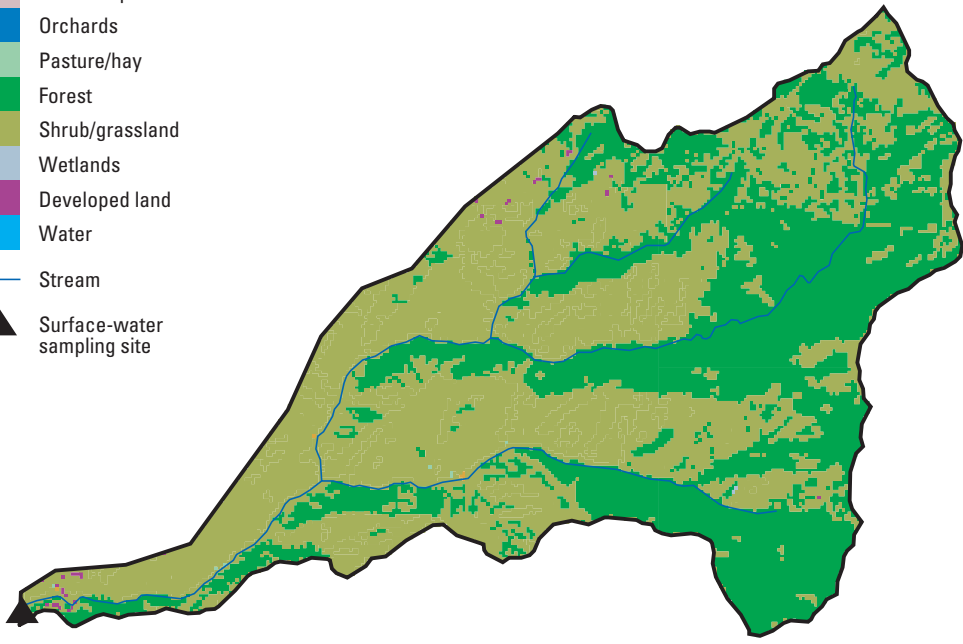 Orchards
Pasture/hay
Forest
Shrub/grassland
Wetlands
Developed land
Water
Stream
Surface-water
sampling site